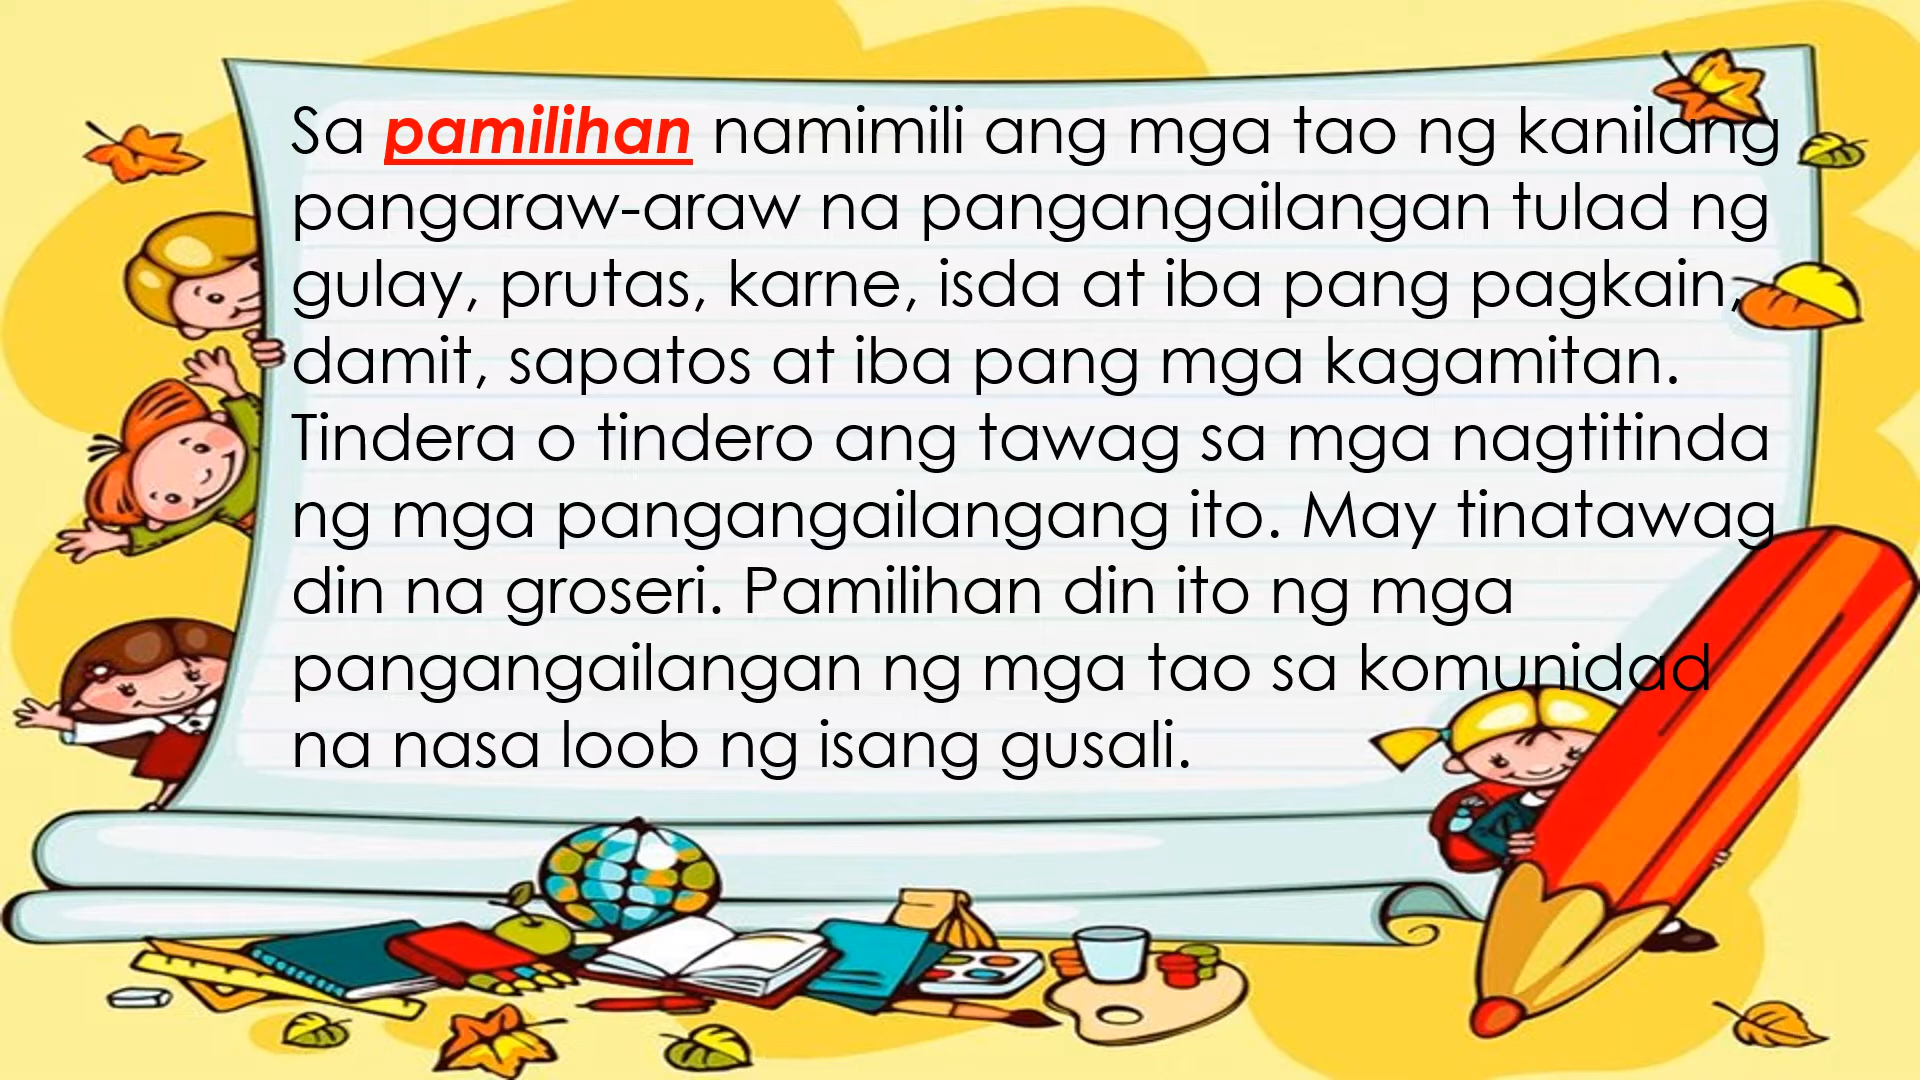 Sa pamilihan namimili ang mga tao ng kanilang
pangaraw-araw na pangangailangan tulad ng
gulay, prutas, karne, isda at iba pang pagkain,
damit, sapatos at iba pang mga kagamitan.
Tindera o tindero ang tawag sa mga nagtitinda
ng mga pangangailangang ito. May tinatawag
din na groseri. Pamilihan din ito ng mga
pangangailangan ng mga tao sa komunidad
na nasa loob ng isang gusali.